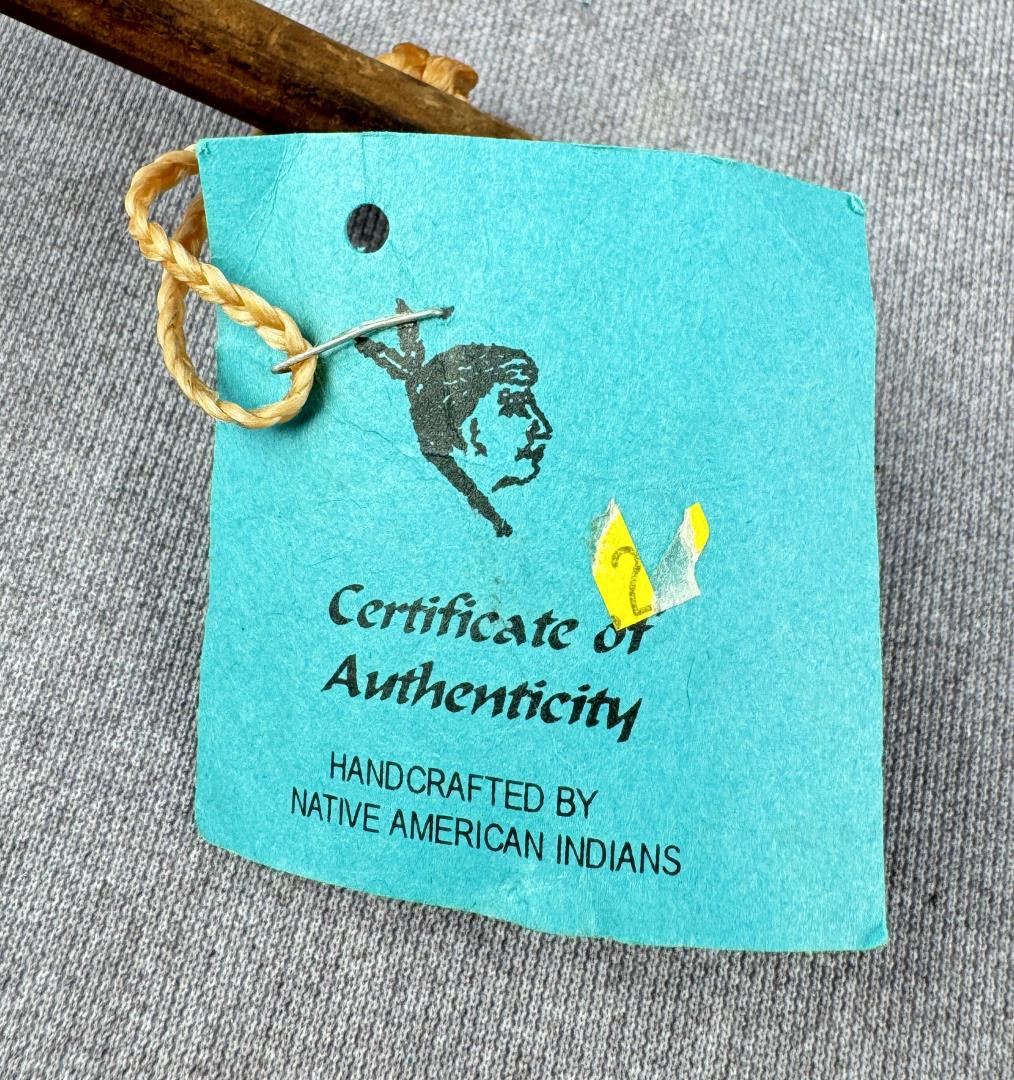 2
Certificate of
Authenticity
HANDCRAFTED BY
NATIVE AMERICAN INDIANS